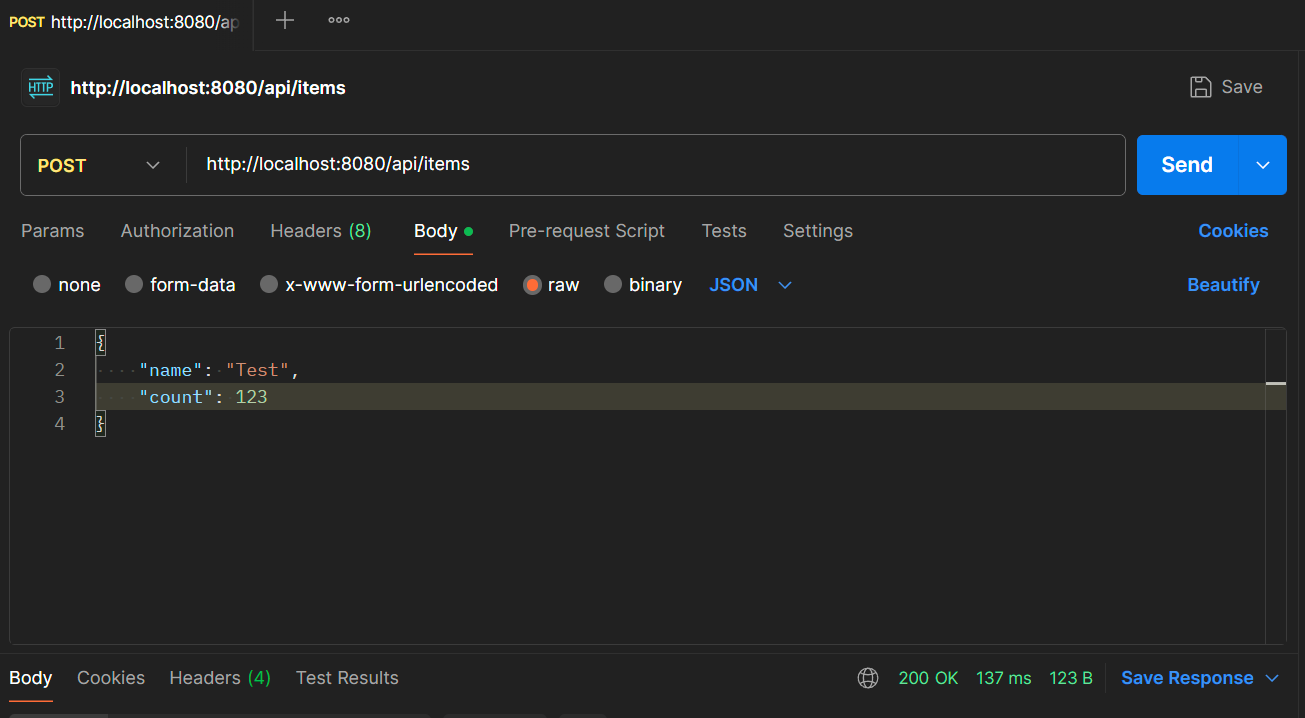 POST http://localhost:8080/ap
HTTP http://localhost:8080/api/items Save
POST http://localhost:8080/api/items Send
Params Authorization Headers (8) Body Pre-request Script Tests Settings Cookies
none form-data x-www-form-urlencoded raw binary JSON Beautify
1 {
2 "name": "Test",
3 "count": 123
4 }
Body Cookies Headers (4) Test Results 200 OK 137 ms 123 B Save Response